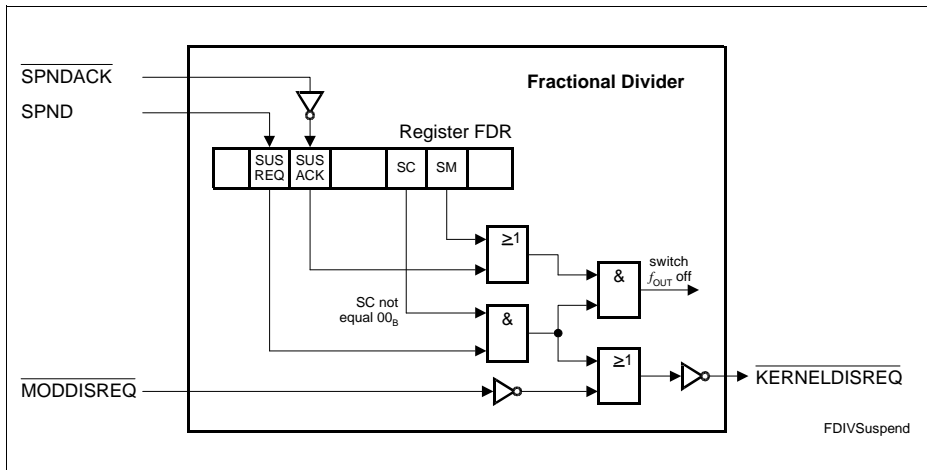 SPNDACK
SPND
Fractional Divider
Register FDR
SUS
REQ
SUS
ACK
SC
SM
≥1
&
switch
fOUT off
SC not
equal 00B
&
≥1
MODDISREQ
KERNELDISREQ
FDIVSuspend